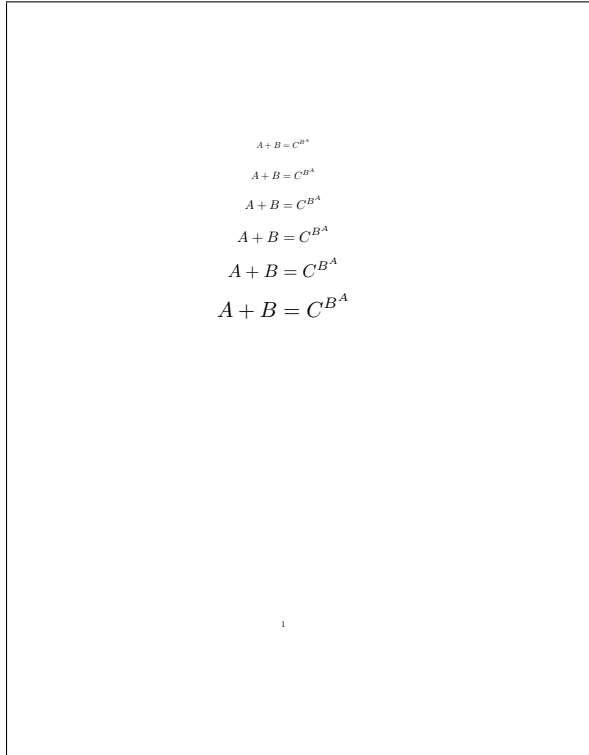 A + B = C^{B^A}
A + B = C^{B^A}
A + B = C^{B^A}
A + B = C^{B^A}
A + B = C^{B^A}
A + B = C^{B^A}
1